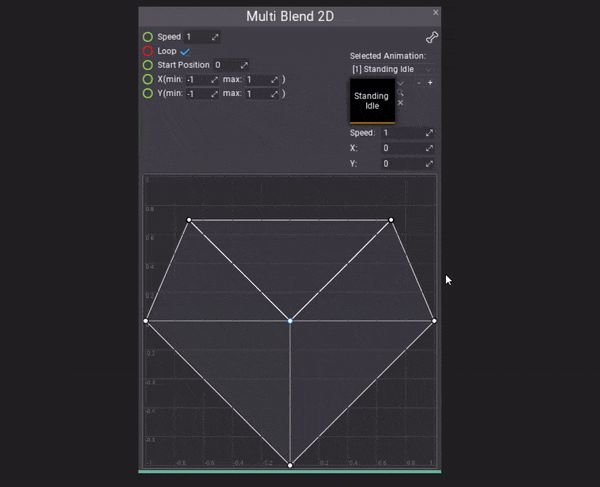 Multi Blend 2D
Speed 1
Loop
Start Position 0
X(min: -1 max: 1 )
Y(min: -1 max: 1 )
Selected Animation:
[1] Standing Idle
Standing
Idle
Speed: 1
X: 0
Y: 0
1
0.8
0.6
0.4
0.2
-0.2
-0.4
-0.6
-0.8
-1 -0.8 -0.6 -0.4 -0.2 0.2 0.4 0.6 0.8 1